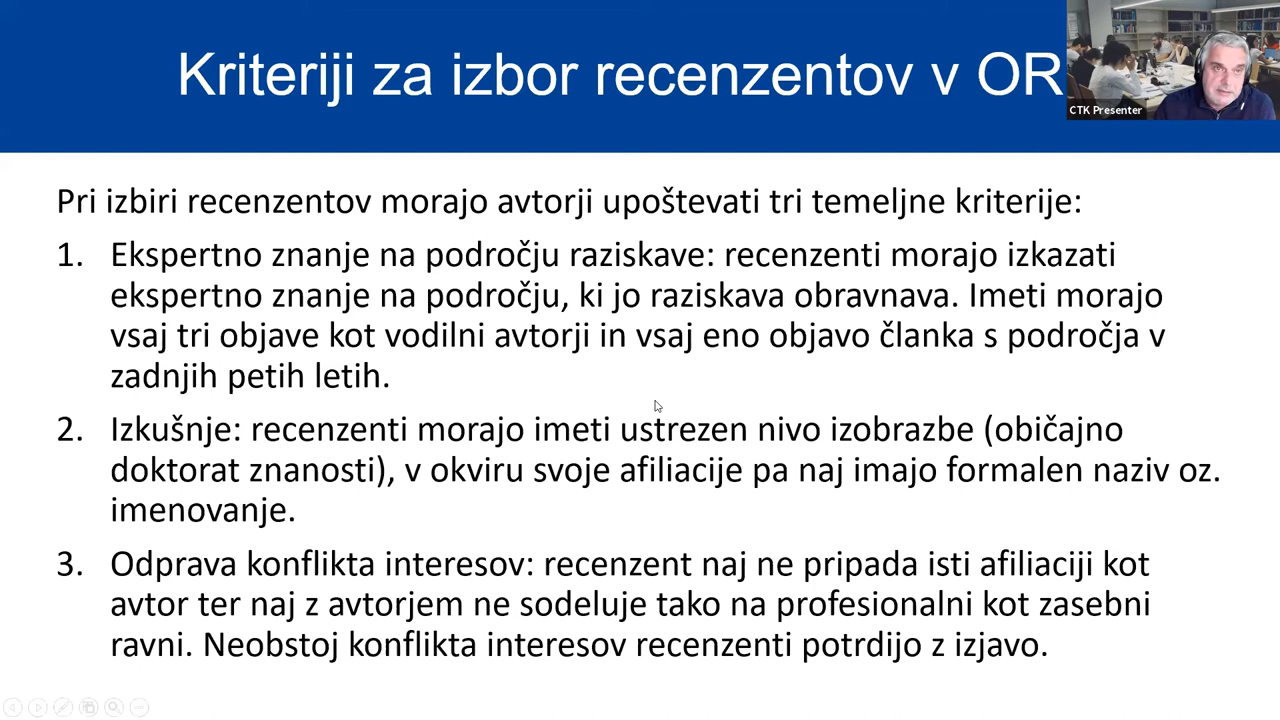 Kriteriji za izbor recenzentov v OR
CTK Presenter
Pri izbiri recenzentov morajo avtorji upoštevati tri temeljne kriterije:
1. Ekspertno znanje na področju raziskave: recenzenti morajo izkazati
ekspertno znanje na področju, ki jo raziskava obravnava. Imeti morajo
vsaj tri objave kot vodilni avtorji in vsaj eno objavo članka s področja v
zadnjih petih letih.
2. Izkušnje: recenzenti morajo imeti ustrezen nivo izobrazbe (običajno
doktorat znanosti), v okviru svoje afiliacije pa naj imajo formalen naziv oz.
imenovanje.
3. Odprava konflikta interesov: recenzent naj ne pripada isti afiliaciji kot
avtor ter naj z avtorjem ne sodeluje tako na profesionalni kot zasebni
ravni. Neobstoj konflikta interesov recenzenti potrdijo z izjavo.